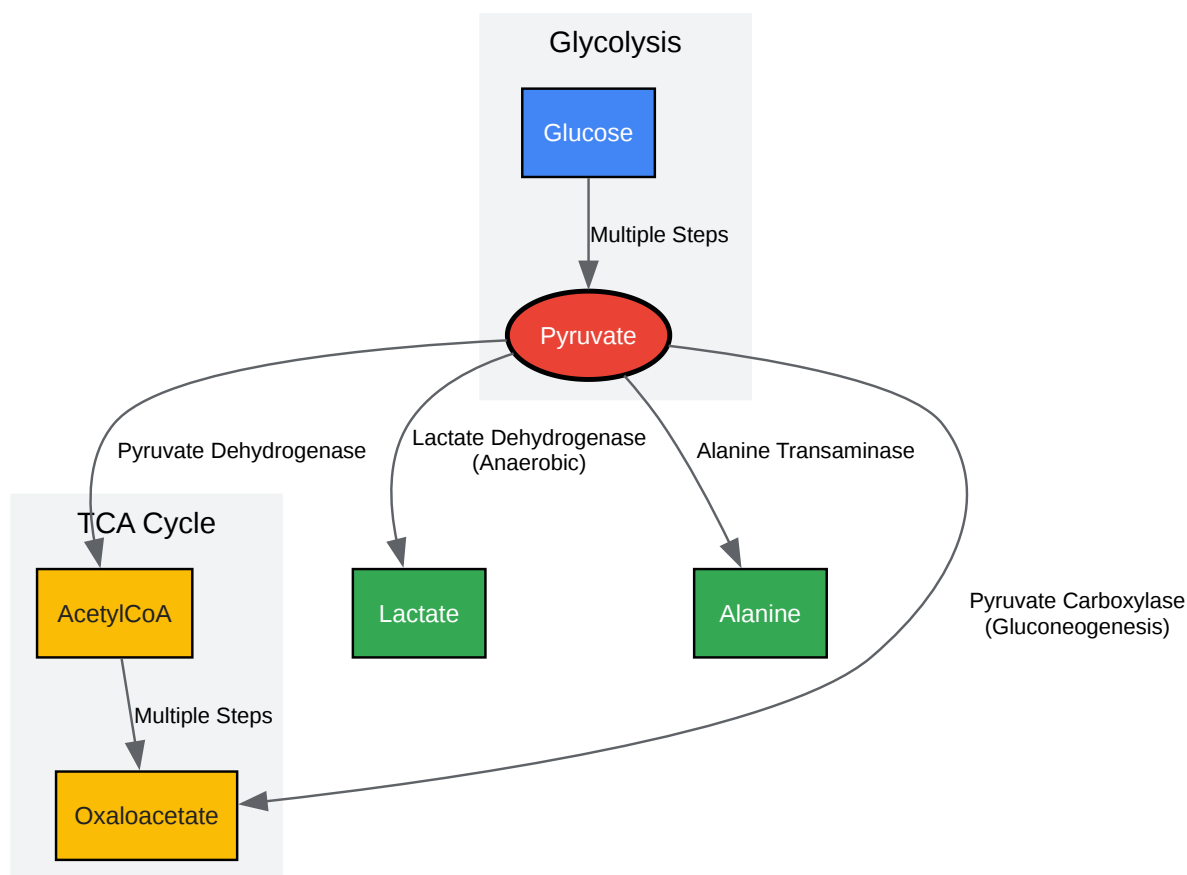 Glycolysis
Glucose
Multiple Steps
Pyruvate
Pyruvate Dehydrogenase
Lactate Dehydrogenase
(Anaerobic)
Alanine Transaminase
TCA Cycle
AcetylCoA
Lactate
Alanine
Pyruvate Carboxylase
(Gluconeogenesis)
Multiple Steps
Oxaloacetate